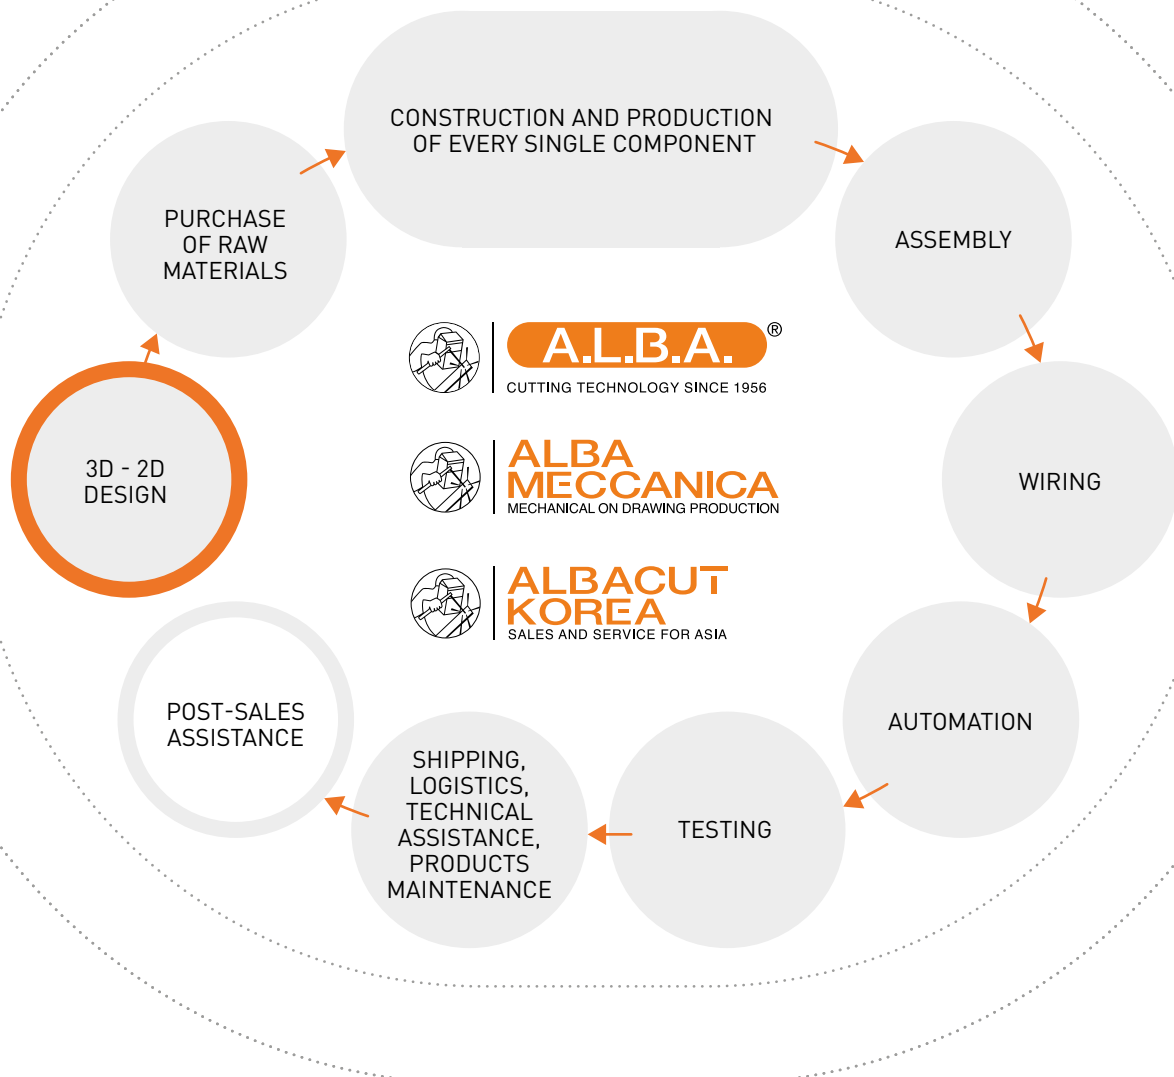 CONSTRUCTION AND PRODUCTION
OF EVERY SINGLE COMPONENT
PURCHASE
OF RAW
MATERIALS
ASSEMBLY
A.L.B.A.®
CUTTING TECHNOLOGY SINCE 1956
3D - 2D
DESIGN
ALBA
MECCANICA
MECHANICAL ON DRAWING PRODUCTION
WIRING
ALBACUT
KOREA
SALES AND SERVICE FOR ASIA
POST-SALES
ASSISTANCE
SHIPPING,
LOGISTICS,
TECHNICAL
ASSISTANCE,
PRODUCTS
MAINTENANCE
TESTING
AUTOMATION